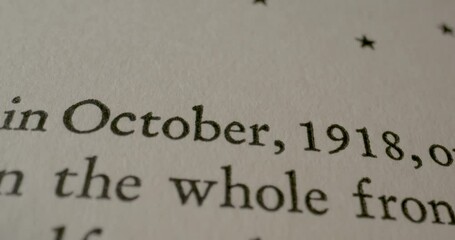 in October, 1918,
the whole